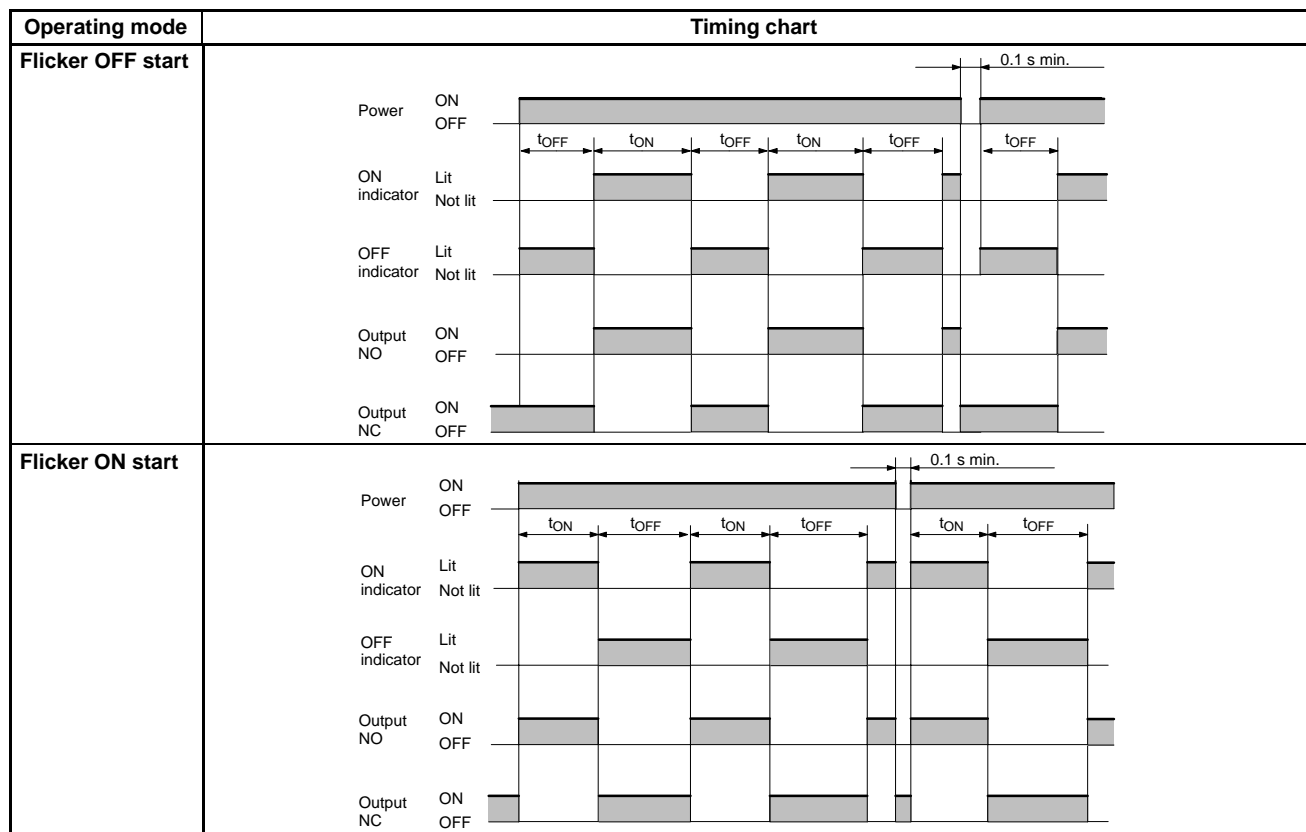 Operating mode Timing chart
Flicker OFF start
0.1 s min.
Power ON
OFF
tOFF tON tOFF tON tOFF tOFF
ON indicator Lit
Not lit
OFF indicator Lit
Not lit
Output NO ON
OFF
Output NC ON
OFF
Flicker ON start
0.1 s min.
Power ON
OFF
tON tOFF tON tOFF tON tOFF
ON indicator Lit
Not lit
OFF indicator Lit
Not lit
Output NO ON
OFF
Output NC ON
OFF